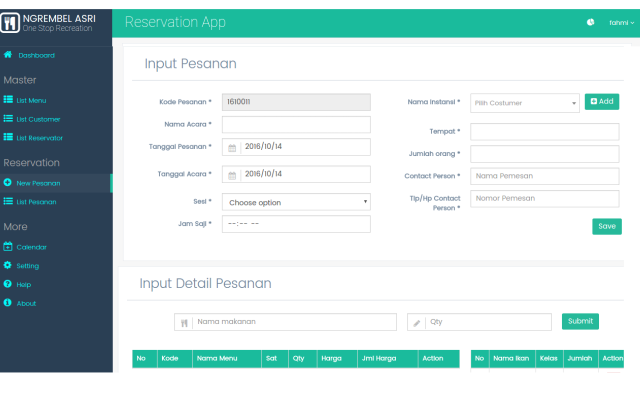 NGREMBEL ASRI
One Stop Recreation
Reservation App
fahmi
Dashboard
Master
List Menu
List Customer
List Reservator
Reservation
New Pesanan
List Pesanan
More
Calendar
Setting
Help
About
Input Pesanan
Kode Pesanan *
1610011
Nama Acara *
Tanggal Pesanan *
2016/10/14
Tanggal Acara *
2016/10/14
Sesi *
Choose option
Jam Saji *
--:-- --
Nama Instansi *
Pilih Costumer
Add
Tempat *
Jumlah orang *
Contact Person *
Nama Pemesan
Tlp/Hp Contact
Person *
Nomor Pemesan
Save
Input Detail Pesanan
Nama makanan
Qty
Submit
No Kode Nama Menu Sat Qty Harga Jml Harga Action
No Nama Ikan Kelas Jumlah Action